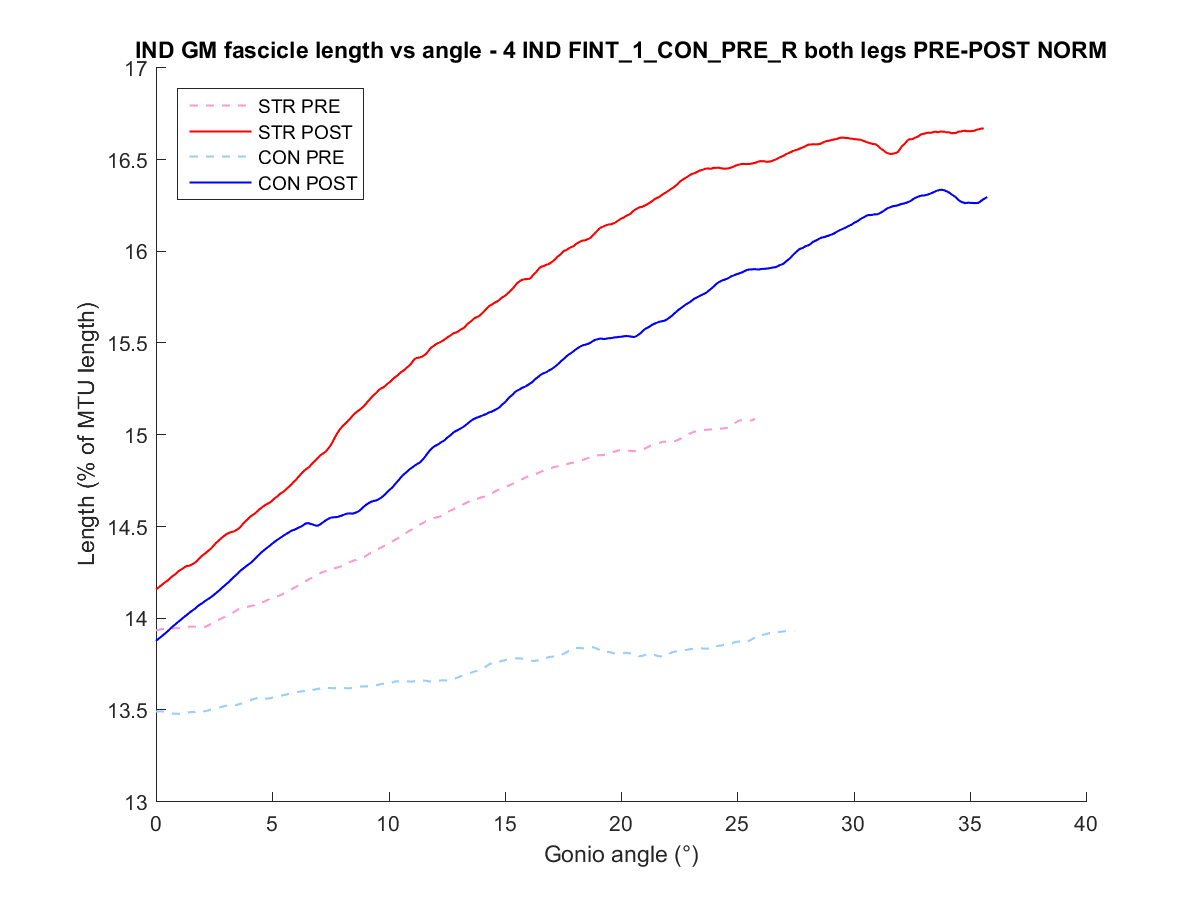 IND GM fascicle length vs angle - 4 IND FINT_1_CON_PRE_R both legs PRE-POST NORM
STR PRE
STR POST
CON PRE
CON POST
17
16.5
16
15.5
15
14.5
14
13.5
13
Length (% of MTU length)
0 5 10 15 20 25 30 35 40
Gonio angle (°)